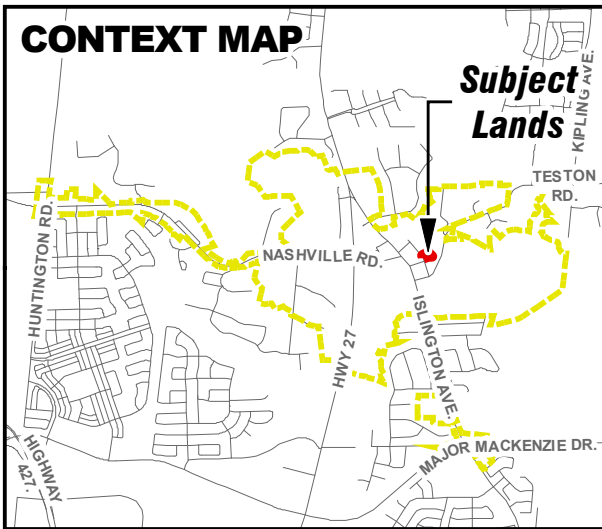 CONTEXT MAP
Subject
Lands
KIPLING AVE.
TESTON
RD.
HUNTINGTON RD.
NASHVILLE RD.
HWY 27
ISLINGTON AVE.
MAJOR MACKENZIE DR.
HIGHWAY
427.